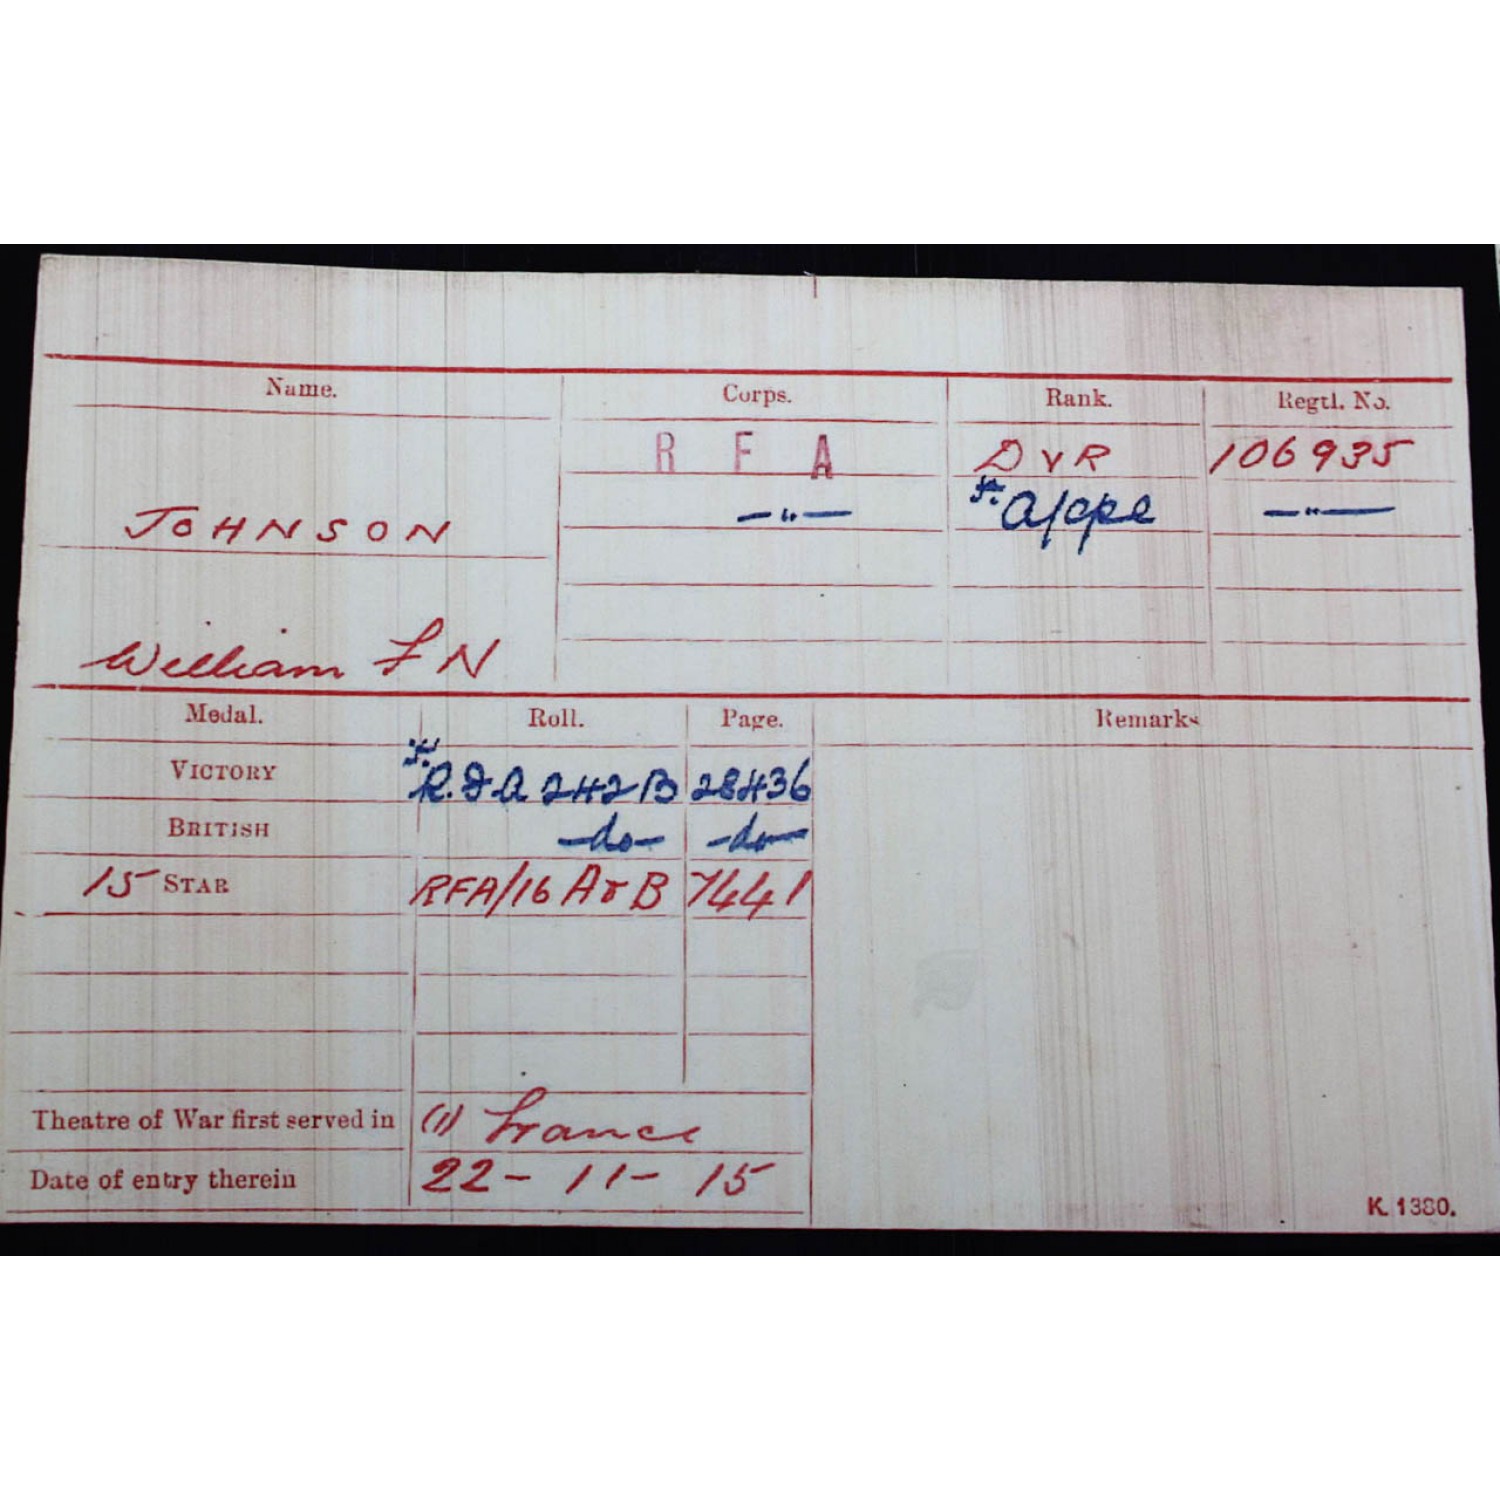 Name. Corps. Rank. Regtl. No.
R F A DVR 106935
JOHNSON —"— A/Cpl —"—
William F N
Medal. Roll. Page. Remarks
VICTORY R.F.A 242B 28436
BRITISH -do- -do-
15 STAR RFA/16 A & B 7441
Theatre of War first served in (1) France
Date of entry therein 22- 11- 15
K. 1380.